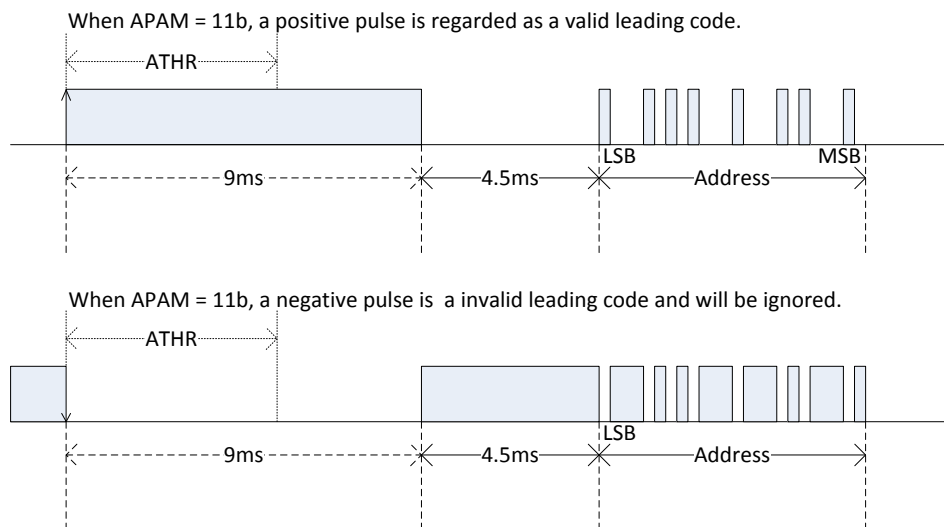 When APAM = 11b, a positive pulse is regarded as a valid leading code.
ATHR
LSB
MSB
9ms
4.5ms
Address
When APAM = 11b, a negative pulse is  a invalid leading code and will be ignored.
ATHR
LSB
9ms
4.5ms
Address